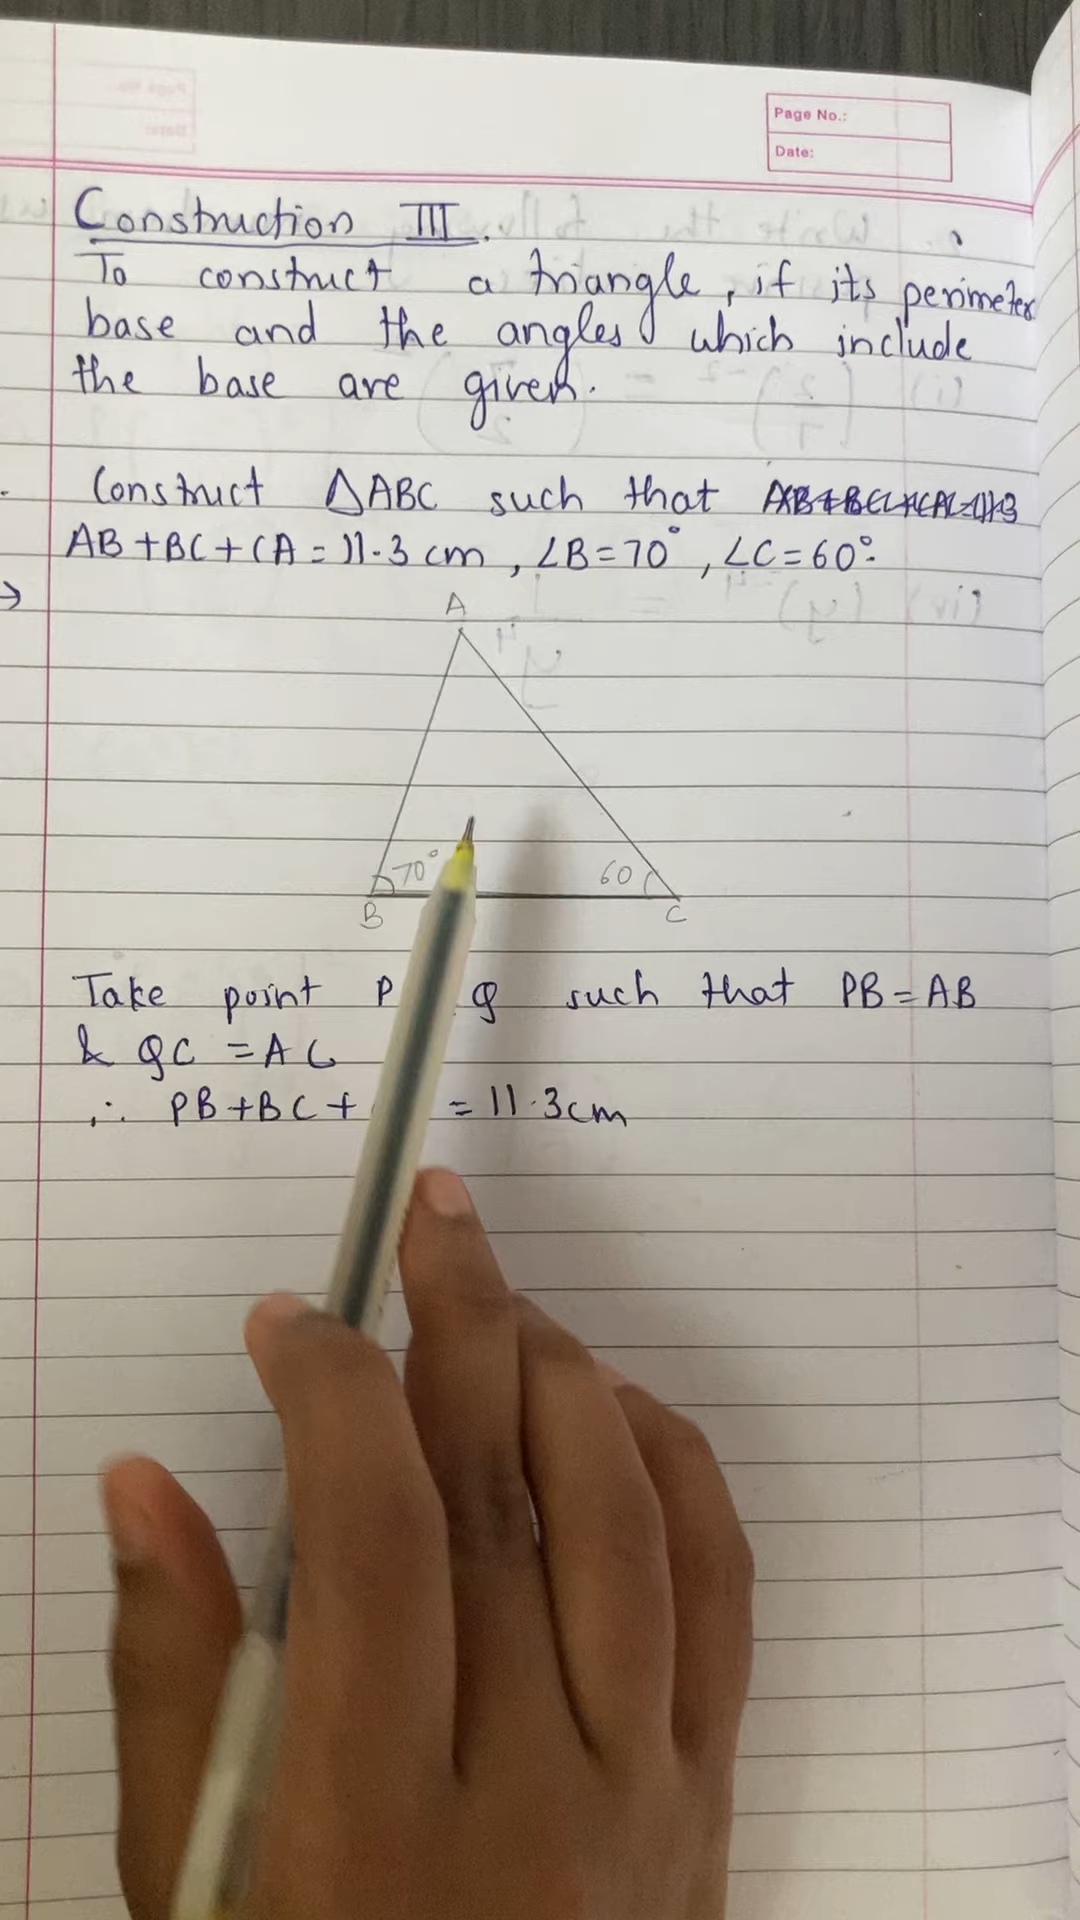 Page No.:
Date:
Construction III.
To construct a triangle, if its perimeter
base and the angles which include
the base are given.
Construct △ABC such that
AB+BC+CA=11.3 cm, ∠B=70°, ∠C=60°
A
70° 60
B C
Take point P Q such that PB=AB
& QC =AC
∴ PB+BC+ = 11.3cm